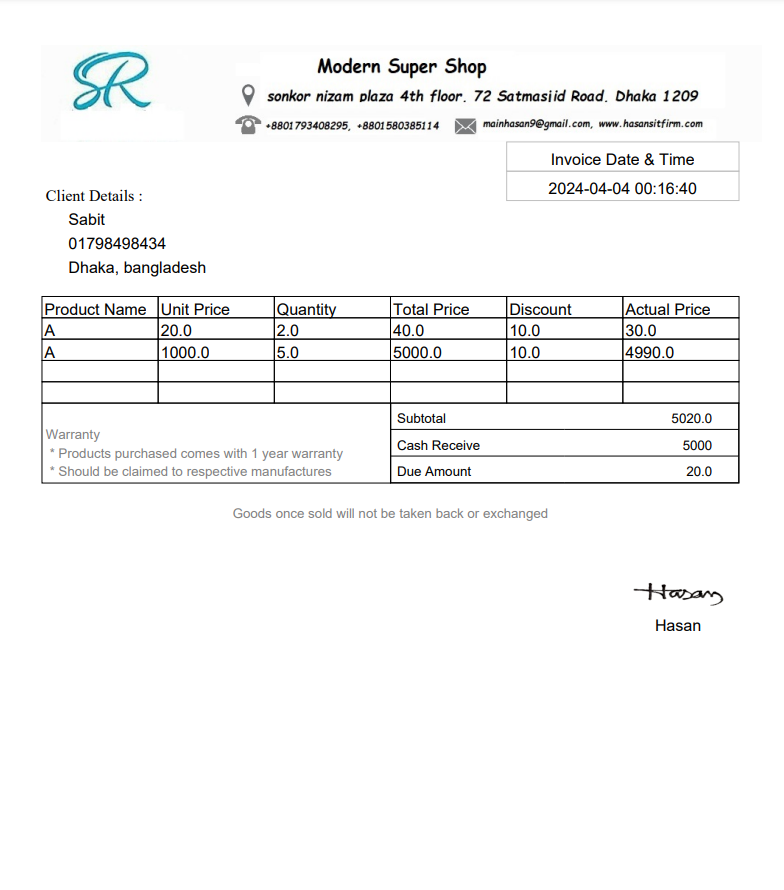 SR
Modern Super Shop
sonkor nizam plaza 4th floor. 72 Satmasjid Road. Dhaka 1209
+8801793408295, +8801580385114 mainhasan9@gmail.com, www.hasansitfirm.com
Invoice Date & Time
2024-04-04 00:16:40
Client Details :
Sabit
01798498434
Dhaka, bangladesh
Product Name Unit Price Quantity Total Price Discount Actual Price
A 20.0 2.0 40.0 10.0 30.0
A 1000.0 5.0 5000.0 10.0 4990.0
Subtotal 5020.0
Cash Receive 5000
Due Amount 20.0
Warranty
* Products purchased comes with 1 year warranty
* Should be claimed to respective manufactures
Goods once sold will not be taken back or exchanged
Hasan
Hasan